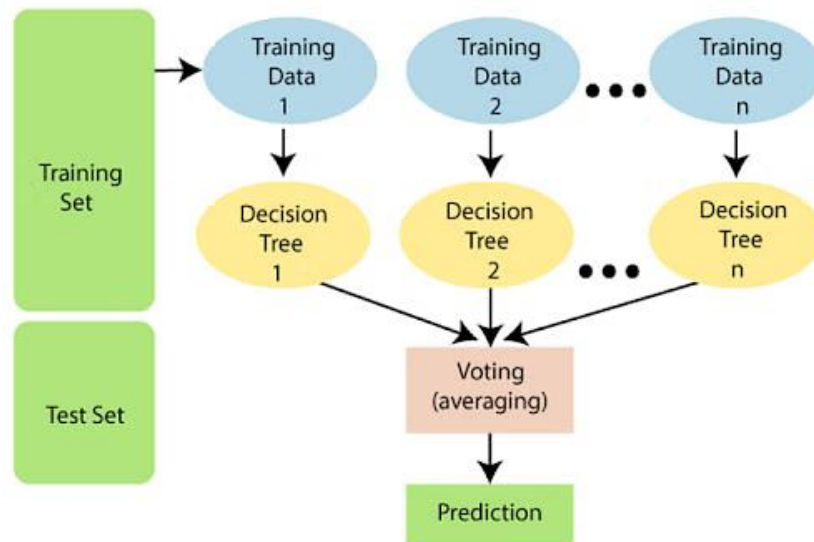 Training
Set
Test Set
Training
Data
1
Training
Data
2
Training
Data
n
Decision
Tree
1
Decision
Tree
2
Decision
Tree
n
Voting
(averaging)
Prediction